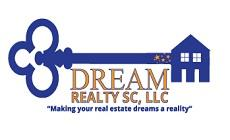 DREAM
REALTY SC, LLC
"Making your real estate dreams a reality"